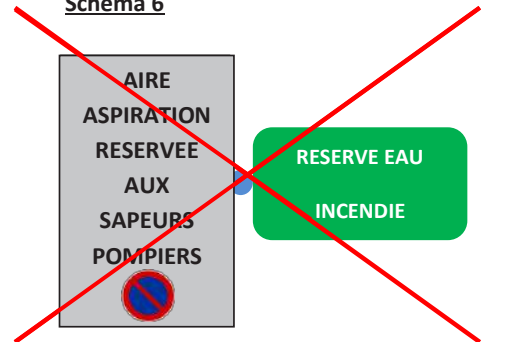 Schéma 6
AIRE
ASPIRATION
RESERVEE
AUX
SAPEURS
POMPIERS
RESERVE EAU
INCENDIE